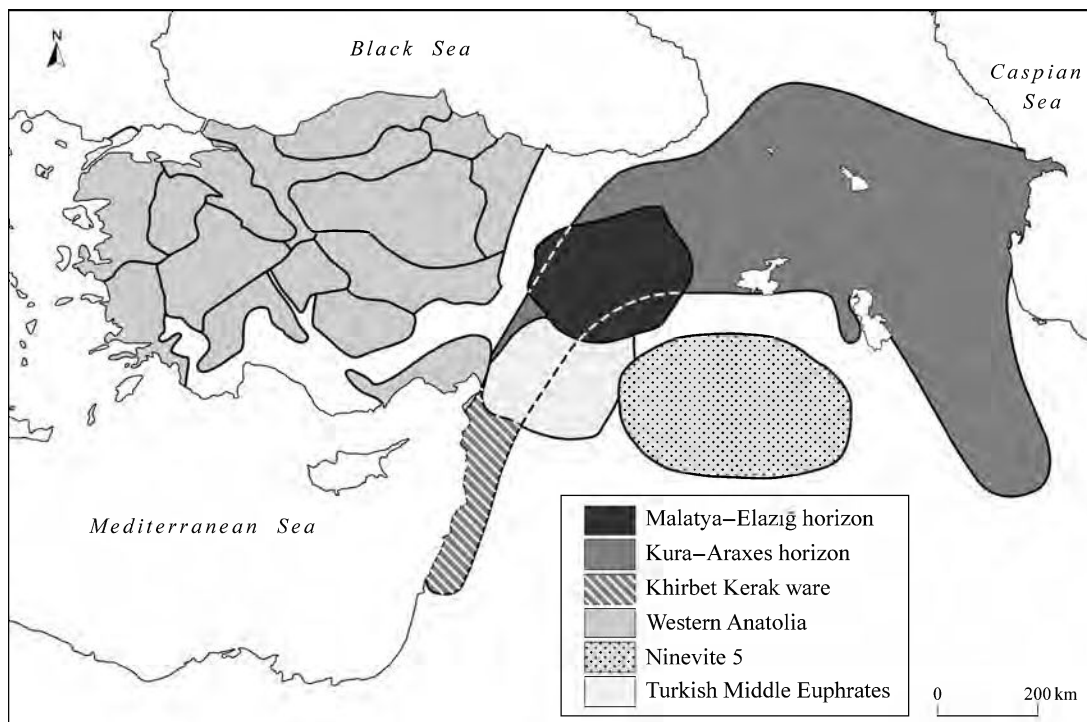 N
Black Sea
Caspian
Sea
Mediterranean Sea
Malatya–Elazığ horizon
Kura–Araxes horizon
Khirbet Kerak ware
Western Anatolia
Ninevite 5
Turkish Middle Euphrates
0 200 km